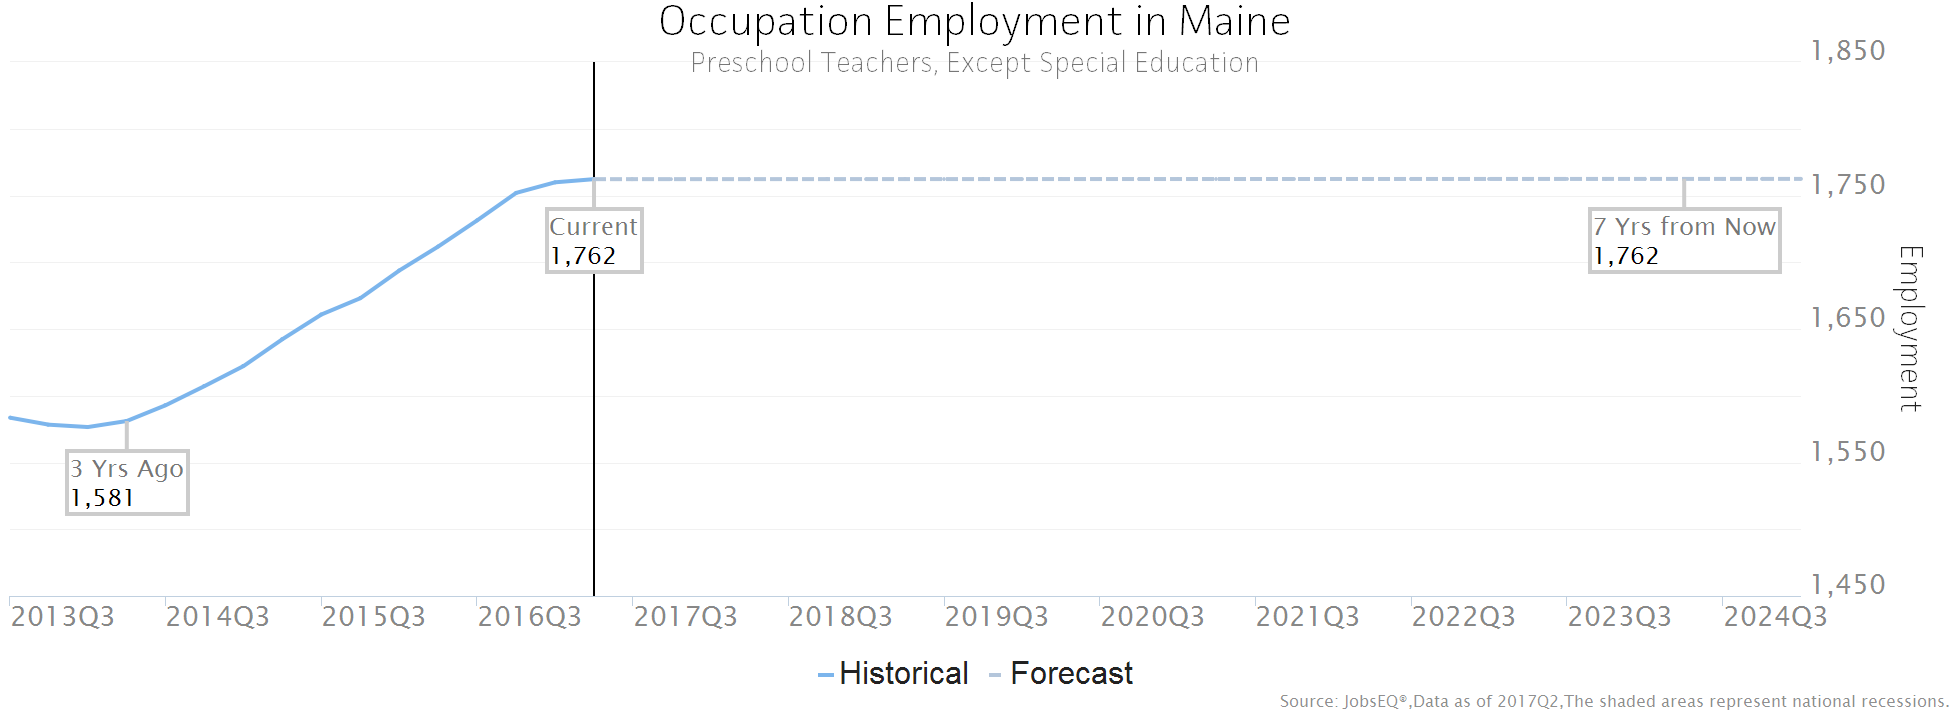 Occupation Employment in Maine
Preschool Teachers, Except Special Education
1,850
1,750
1,650
1,550
1,450
Employment
Current
1,762
7 Yrs from Now
1,762
3 Yrs Ago
1,581
2013Q3 2014Q3 2015Q3 2016Q3 2017Q3 2018Q3 2019Q3 2020Q3 2021Q3 2022Q3 2023Q3 2024Q3
Historical Forecast
Source: JobsEQ®,Data as of 2017Q2,The shaded areas represent national recessions.